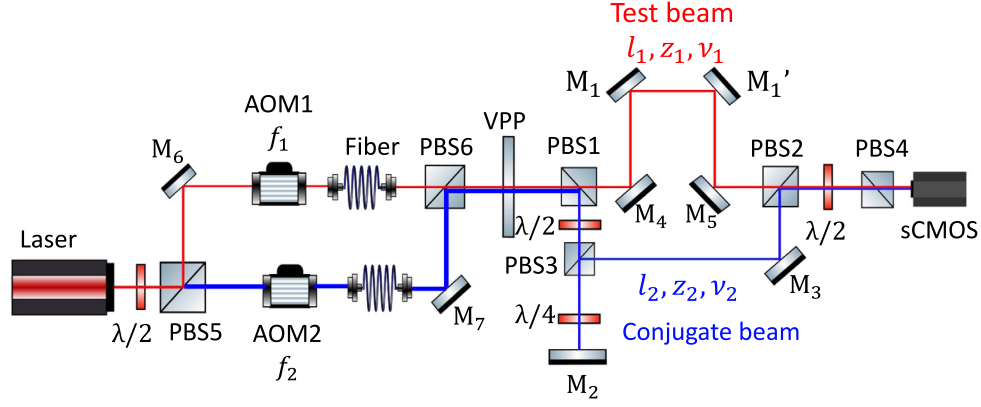 Test beam
l₁, z₁, ν₁
M₁
M₁’
AOM1
f₁
M₆
Fiber
PBS6
VPP
PBS1
PBS2
PBS4
λ/2
M₄
M₅
λ/2
sCMOS
Laser
PBS3
l₂, z₂, ν₂
M₃
λ/2
PBS5
AOM2
f₂
M₇
λ/4
Conjugate beam
M₂